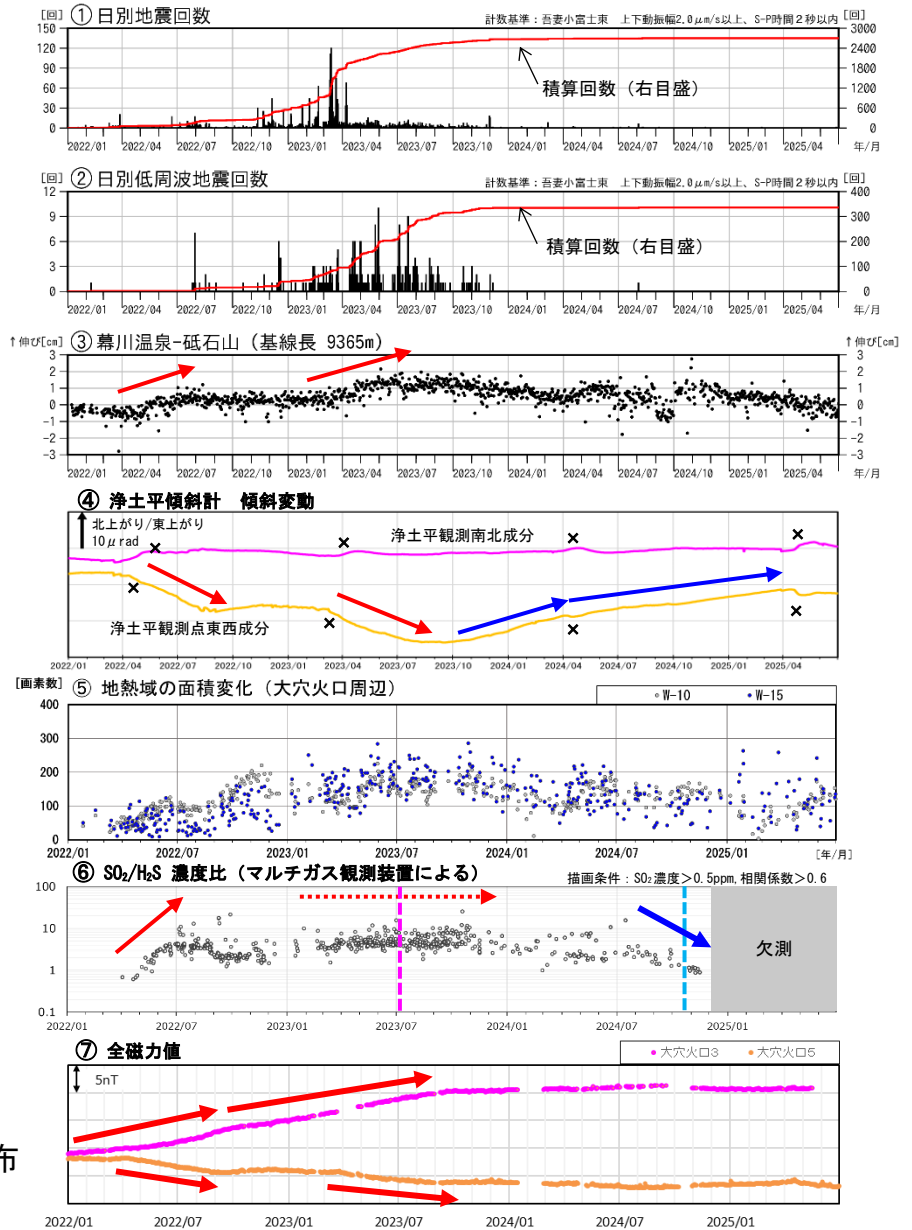 [回] ① 日別地震回数 計数基準：吾妻小富士東 上下動振幅2.0μm/s以上、S-P時間２秒以内 [回]
150 3000
120 2400
90 1800
60 1200
30 600
0 0
積算回数（右目盛）
2022/01 2022/04 2022/07 2022/10 2023/01 2023/04 2023/07 2023/10 2024/01 2024/04 2024/07 2024/10 2025/01 2025/04 年/月
[回] ② 日別低周波地震回数 計数基準：吾妻小富士東 上下動振幅2.0μm/s以上、S-P時間２秒以内 [回]
12 400
9 300
6 200
3 100
0 0
積算回数（右目盛）
2022/01 2022/04 2022/07 2022/10 2023/01 2023/04 2023/07 2023/10 2024/01 2024/04 2024/07 2024/10 2025/01 2025/04 年/月
↑伸び[cm] ③ 幕川温泉-砥石山（基線長 9365m） ↑伸び[cm]
3 3
2 2
1 1
0 0
-1 -1
-2 -2
-3 -3
2022/01 2022/04 2022/07 2022/10 2023/01 2023/04 2023/07 2023/10 2024/01 2024/04 2024/07 2024/10 2025/01 2025/04 年/月
④ 浄土平傾斜計 傾斜変動
北上がり/東上がり
10μrad
浄土平観測南北成分
浄土平観測点東西成分
2022/01 2022/04 2022/07 2022/10 2023/01 2023/04 2023/07 2023/10 2024/01 2024/04 2024/07 2024/10 2025/01 2025/04
[画素数] ⑤ 地熱域の面積変化（大穴火口周辺） W-10 W-15
400
300
200
100
0
2022/01 2022/07 2023/01 2023/07 2024/01 2024/07 2025/01 [年/月]
⑥ SO₂/H₂S 濃度比（マルチガス観測装置による） 描画条件：SO₂濃度>0.5ppm,相関係数>0.6
100
10
1
0.1
欠測
2022/01 2022/07 2023/01 2023/07 2024/01 2024/07 2025/01
⑦ 全磁力値 大穴火口3 大穴火口5
5nT
布
2022/01 2022/07 2023/01 2023/07 2024/01 2024/07 2025/01